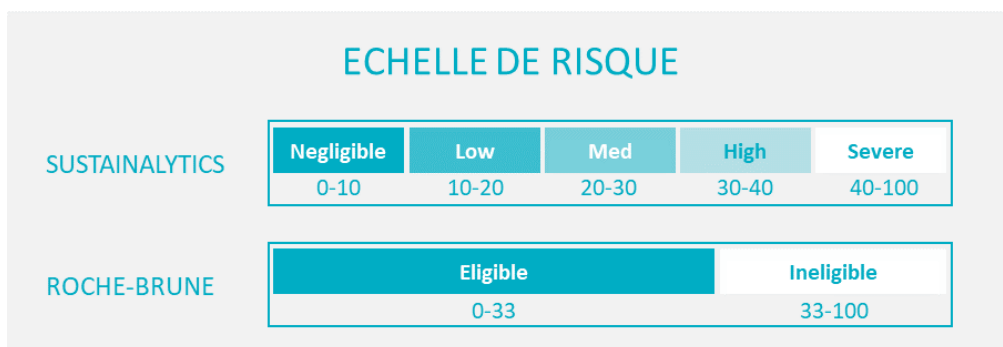 ECHELLE DE RISQUE
SUSTAINALYTICS
Negligible Low Med High Severe
0-10 10-20 20-30 30-40 40-100
ROCHE-BRUNE
Eligible Ineligible
0-33 33-100